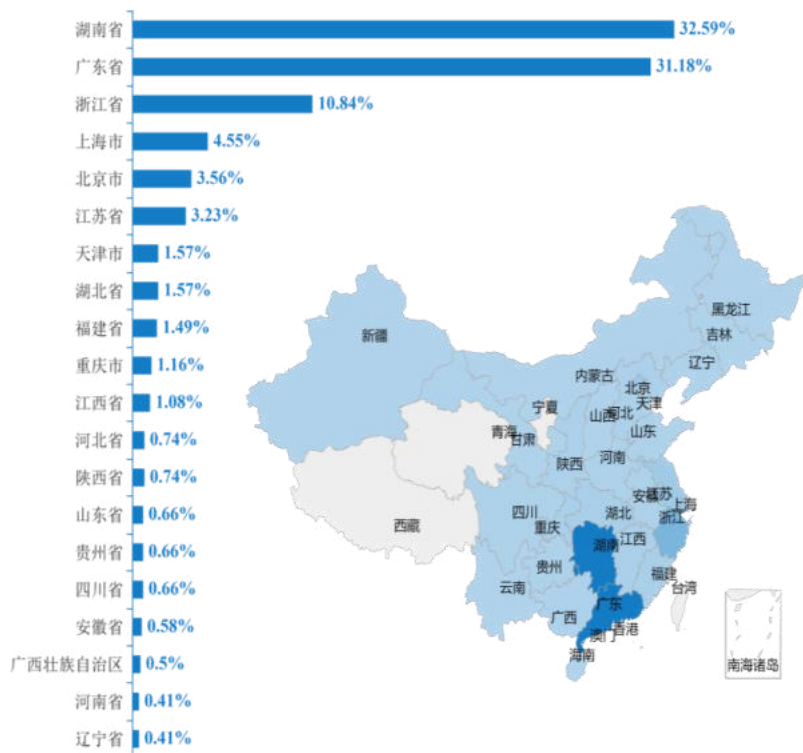 湖南省 32.59%
广东省 31.18%
浙江省 10.84%
上海市 4.55%
北京市 3.56%
江苏省 3.23%
天津市 1.57%
湖北省 1.57%
福建省 1.49%
重庆市 1.16%
江西省 1.08%
河北省 0.74%
陕西省 0.74%
山东省 0.66%
贵州省 0.66%
四川省 0.66%
安徽省 0.58%
广西壮族自治区 0.5%
河南省 0.41%
辽宁省 0.41%
黑龙江
吉林
辽宁
新疆
内蒙古
北京
天津
宁夏
山西
河北
青海
甘肃
山东
陕西
河南
安徽
江苏
上海
四川
湖北
浙江
重庆
西藏
湖南
江西
贵州
福建
云南
台湾
广东
广西
香港
澳门
海南
南海诸岛